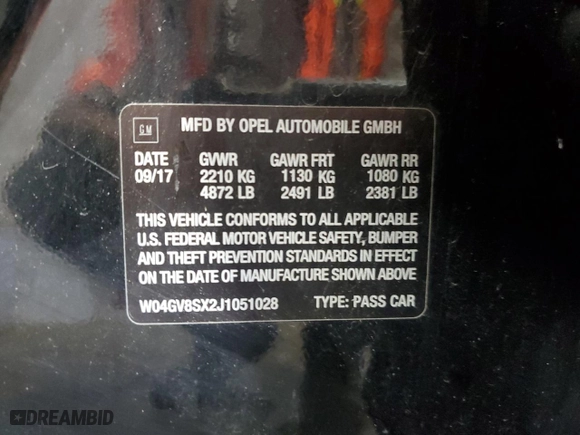 GM MFD BY OPEL AUTOMOBILE GMBH
DATE GVWR GAWR FRT GAWR RR
09/17 2210 KG 1130 KG 1080 KG
4872 LB 2491 LB 2381 LB
THIS VEHICLE CONFORMS TO ALL APPLICABLE
U.S. FEDERAL MOTOR VEHICLE SAFETY, BUMPER
AND THEFT PREVENTION STANDARDS IN EFFECT
ON THE DATE OF MANUFACTURE SHOWN ABOVE
W04GV8SX2J1051028 TYPE: PASS CAR
DREAMBID